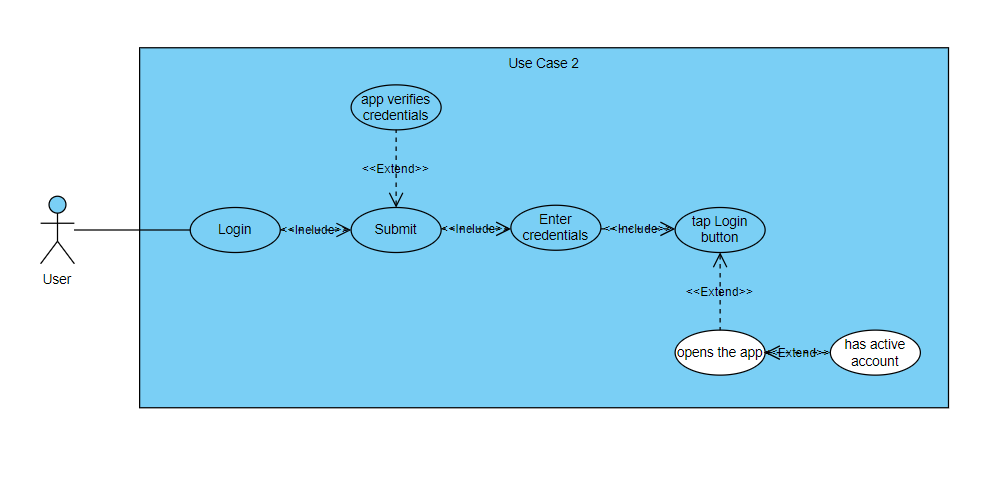 Use Case 2
app verifies
credentials
<<Extend>>
Login
<<Include>>
Submit
<<Include>>
Enter
credentials
<<Include>>
tap Login
button
User
<<Extend>>
opens the app
<<Extend>>
has active
account